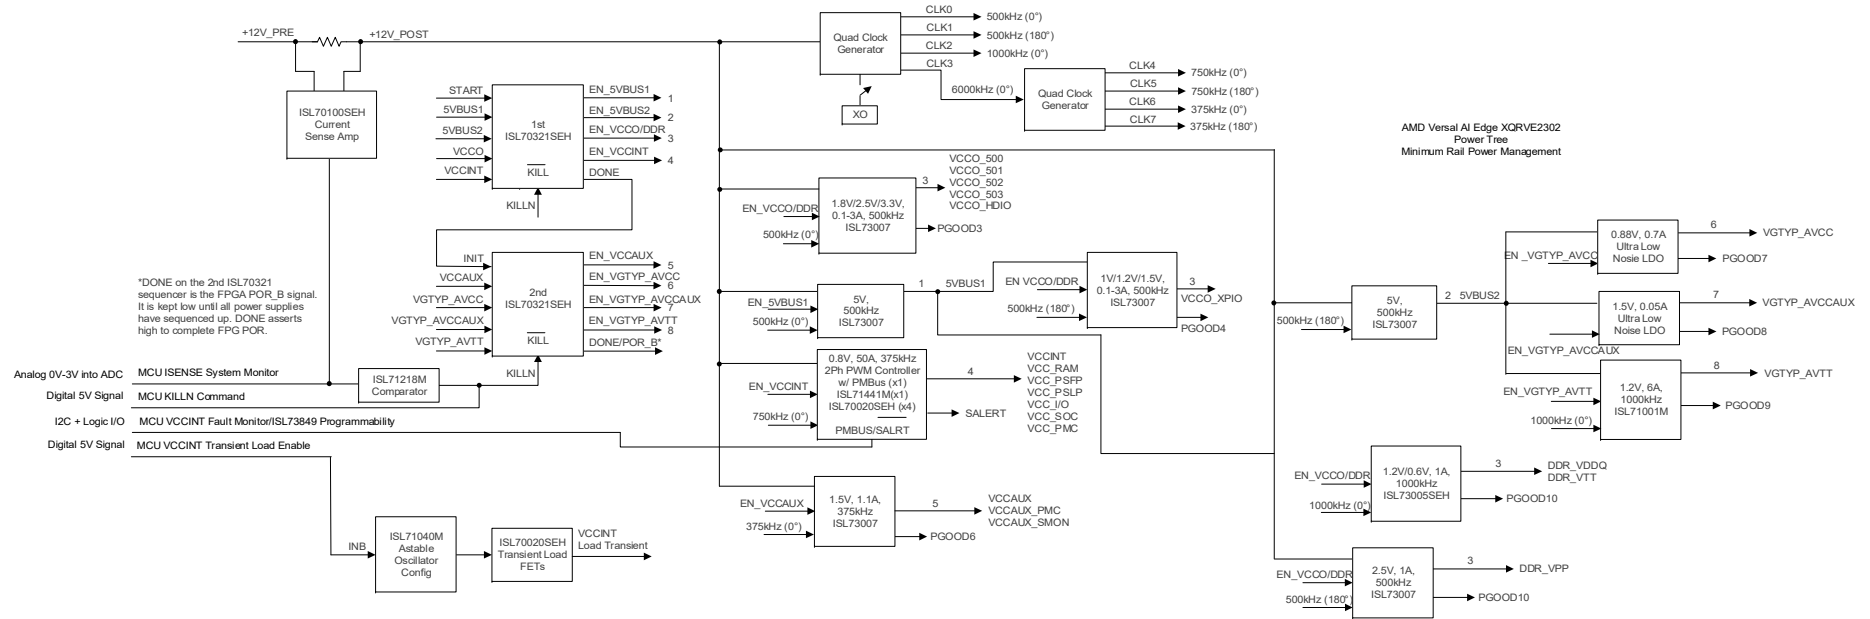 +12V_PRE
+12V_POST
ISL70100SEH
Current
Sense Amp
START
5VBUS1
5VBUS2
VCCO
VCCINT
1st
ISL70321SEH
KILL
EN_5VBUS1
1
EN_5VBUS2
2
EN_VCCO/DDR
3
EN_VCCINT
4
DONE
KILLN
INIT
VCCAUX
VGTYP_AVCC
VGTYP_AVCCAUX
VGTYP_AVTT
2nd
ISL70321SEH
KILL
EN_VCCAUX
5
EN_VGTYP_AVCC
6
EN_VGTYP_AVCCAUX
7
EN_VGTYP_AVTT
8
DONE/POR_B*
KILLN
*DONE on the 2nd ISL70321
sequencer is the FPGA POR_B signal.
It is kept low until all power supplies
have sequenced up. DONE asserts
high to complete FPG POR.
Analog 0V-3V into ADC
MCU ISENSE System Monitor
Digital 5V Signal
MCU KILLN Command
I2C + Logic I/O
MCU VCCINT Fault Monitor/ISL73849 Programmability
Digital 5V Signal
MCU VCCINT Transient Load Enable
ISL71218M
Comparator
INB
ISL71040M
Astable
Oscillator
Config
ISL70020SEH
Transient Load
FETs
VCCINT
Load Transient
Quad Clock
Generator
XO
CLK0
500kHz (0°)
CLK1
500kHz (180°)
CLK2
1000kHz (0°)
CLK3
6000kHz (0°)
Quad Clock
Generator
CLK4
750kHz (0°)
CLK5
750kHz (180°)
CLK6
375kHz (0°)
CLK7
375kHz (180°)
AMD Versal AI Edge XQRVE2302
Power Tree
Minimum Rail Power Management
EN_VCCO/DDR
500kHz (0°)
1.8V/2.5V/3.3V,
0.1-3A, 500kHz
ISL73007
3
VCCO_500
VCCO_501
VCCO_502
VCCO_503
VCCO_HDIO
PGOOD3
EN_5VBUS1
500kHz (0°)
5V,
500kHz
ISL73007
1
5VBUS1
EN VCCO/DDR
500kHz (180°)
1V/1.2V/1.5V,
0.1-3A, 500kHz
ISL73007
3
VCCO_XPIO
PGOOD4
EN_VCCINT
750kHz (0°)
0.8V, 50A, 375kHz
2Ph PWM Controller
w/ PMBus (x1)
ISL71441M(x1)
ISL70020SEH (x4)
PMBUS/SALRT
4
VCCINT
VCC_RAM
VCC_PSFP
VCC_PSLP
VCC_I/O
VCC_SOC
VCC_PMC
SALERT
EN_VCCAUX
375kHz (0°)
1.5V, 1.1A,
375kHz
ISL73007
5
VCCAUX
VCCAUX_PMC
VCCAUX_SMON
PGOOD6
500kHz (180°)
5V,
500kHz
ISL73007
2
5VBUS2
EN _VGTYP_AVCC
0.88V, 0.7A
Ultra Low
Nosie LDO
6
VGTYP_AVCC
PGOOD7
EN_VGTYP_AVCCAUX
1.5V, 0.05A
Ultra Low
Noise LDO
7
VGTYP_AVCCAUX
PGOOD8
EN_VGTYP_AVTT
1000kHz (0°)
1.2V, 6A,
1000kHz
ISL71001M
8
VGTYP_AVTT
PGOOD9
EN_VCCO/DDR
1000kHz (0°)
1.2V/0.6V, 1A,
1000kHz
ISL73005SEH
3
DDR_VDDQ
DDR_VTT
PGOOD10
EN_VCCO/DDR
500kHz (180°)
2.5V, 1A,
500kHz
ISL73007
3
DDR_VPP
PGOOD10